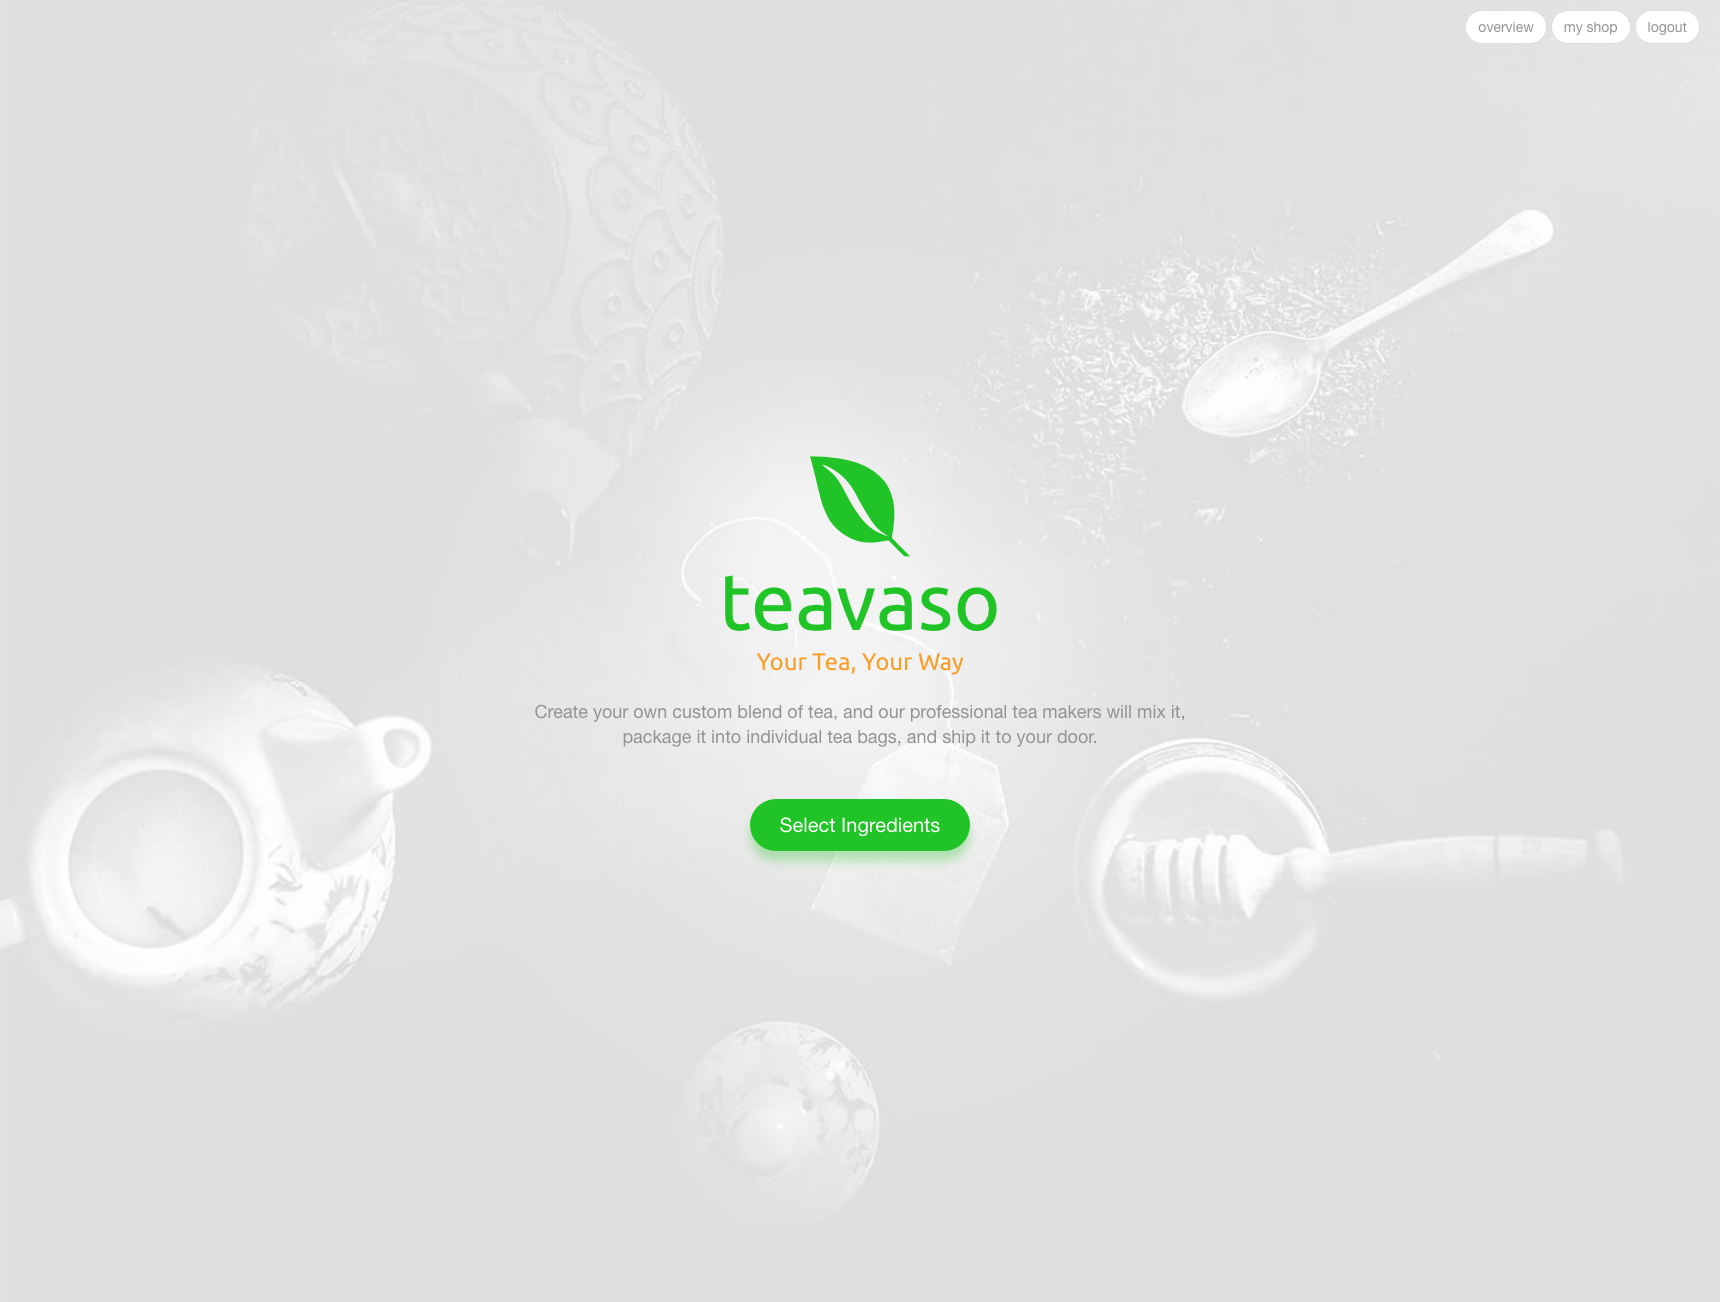 overview my shop logout
teavaso
Your Tea, Your Way
Create your own custom blend of tea, and our professional tea makers will mix it,
package it into individual tea bags, and ship it to your door.
Select Ingredients